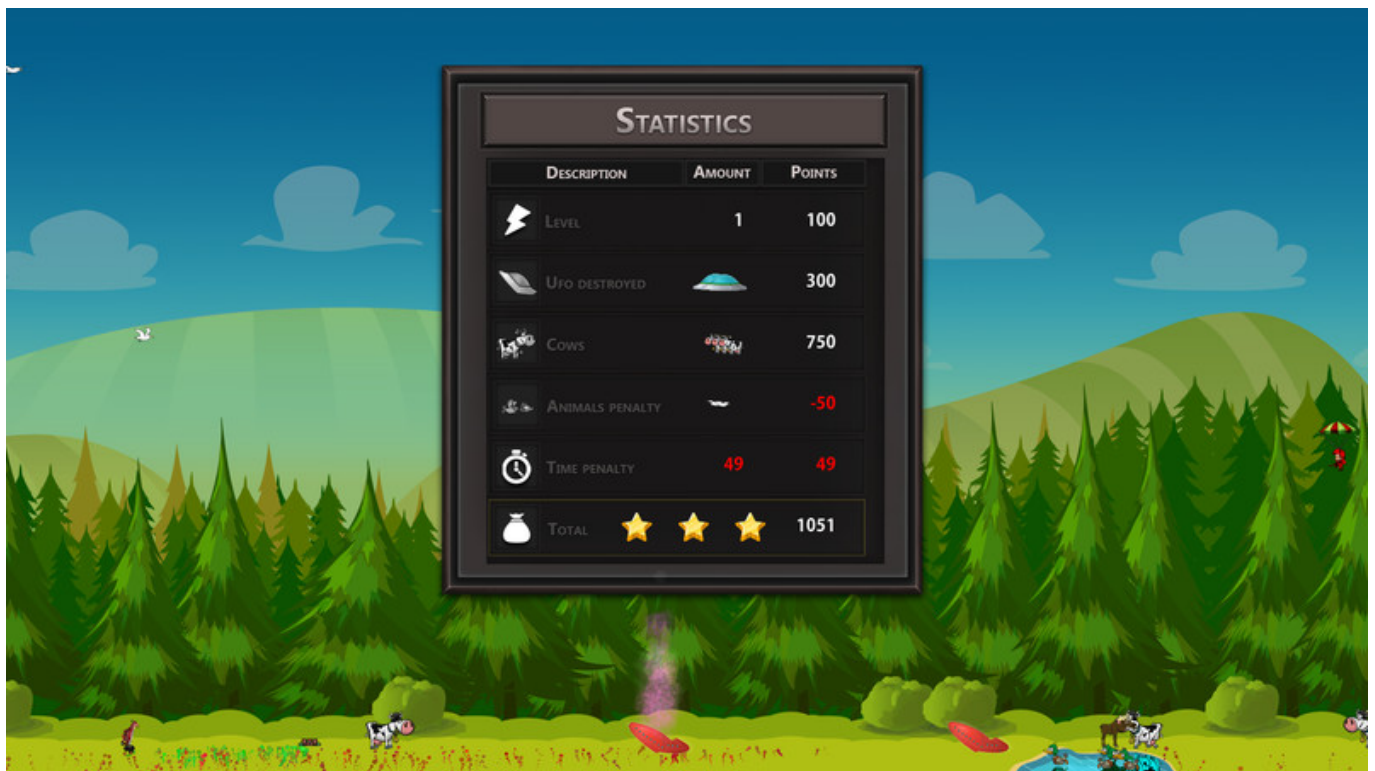 Statistics
Description Amount Points
Level 1 100
Ufo destroyed 300
Cows 750
Animals penalty -50
Time penalty 49 49
Total 1051